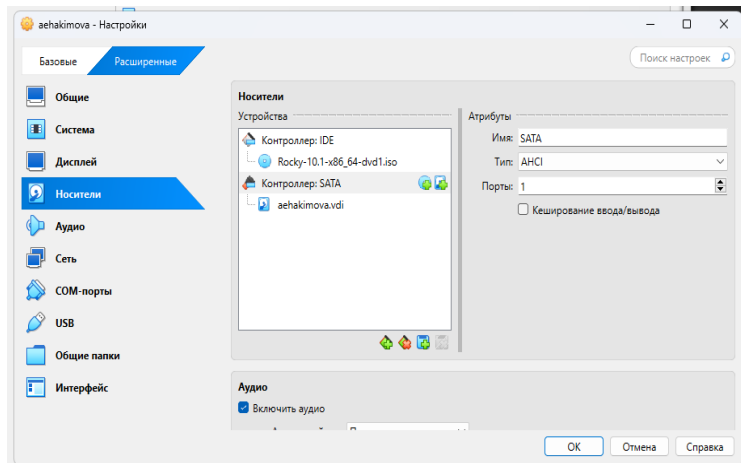 aehakimova - Настройки
Базовые
Расширенные
Поиск настроек
Общие
Система
Дисплей
Носители
Аудио
Сеть
COM-порты
USB
Общие папки
Интерфейс
Носители
Устройства
Контроллер: IDE
Rocky-10.1-x86_64-dvd1.iso
Контроллер: SATA
aehakimova.vdi
Атрибуты
Имя: SATA
Тип: AHCI
Порты: 1
Кеширование ввода/вывода
Аудио
Включить аудио
OK
Отмена
Справка